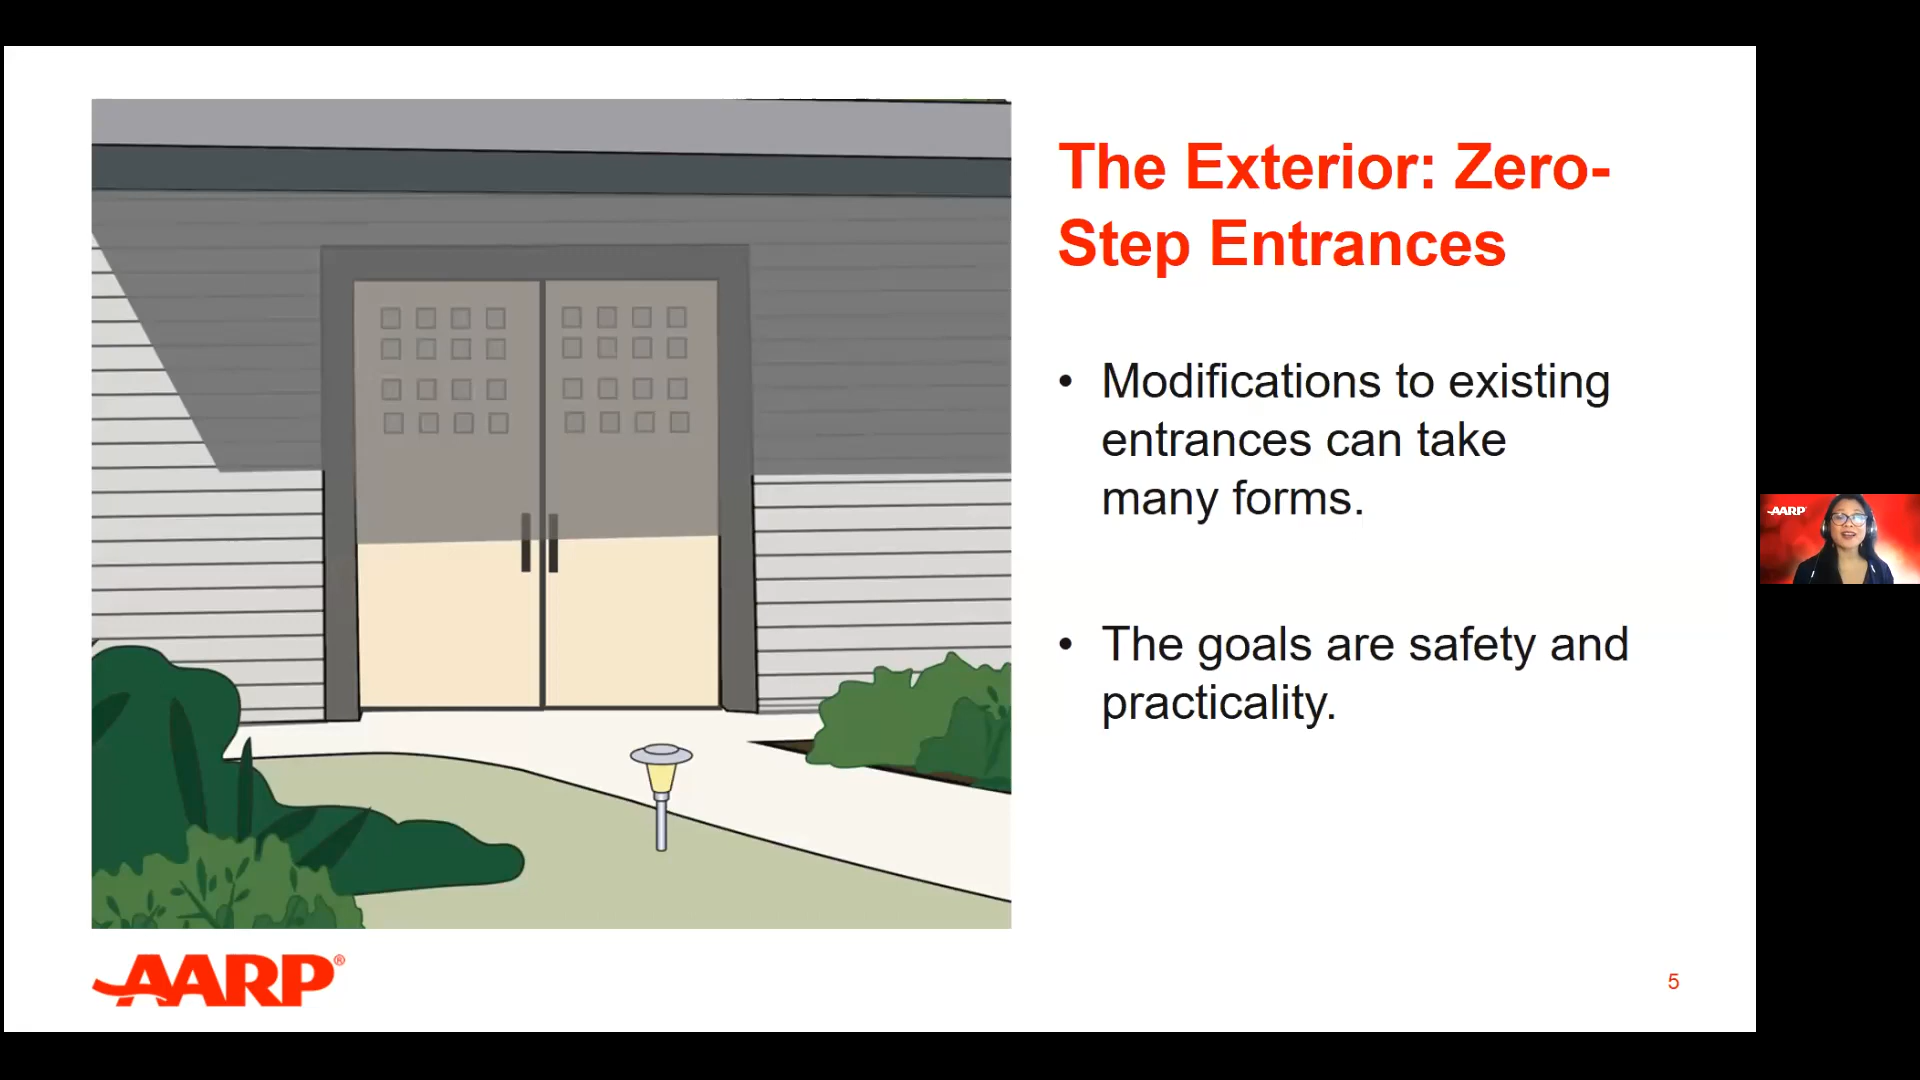 The Exterior: Zero-
Step Entrances
• Modifications to existing
entrances can take
many forms.
• The goals are safety and
practicality.
AARP®
5
AARP